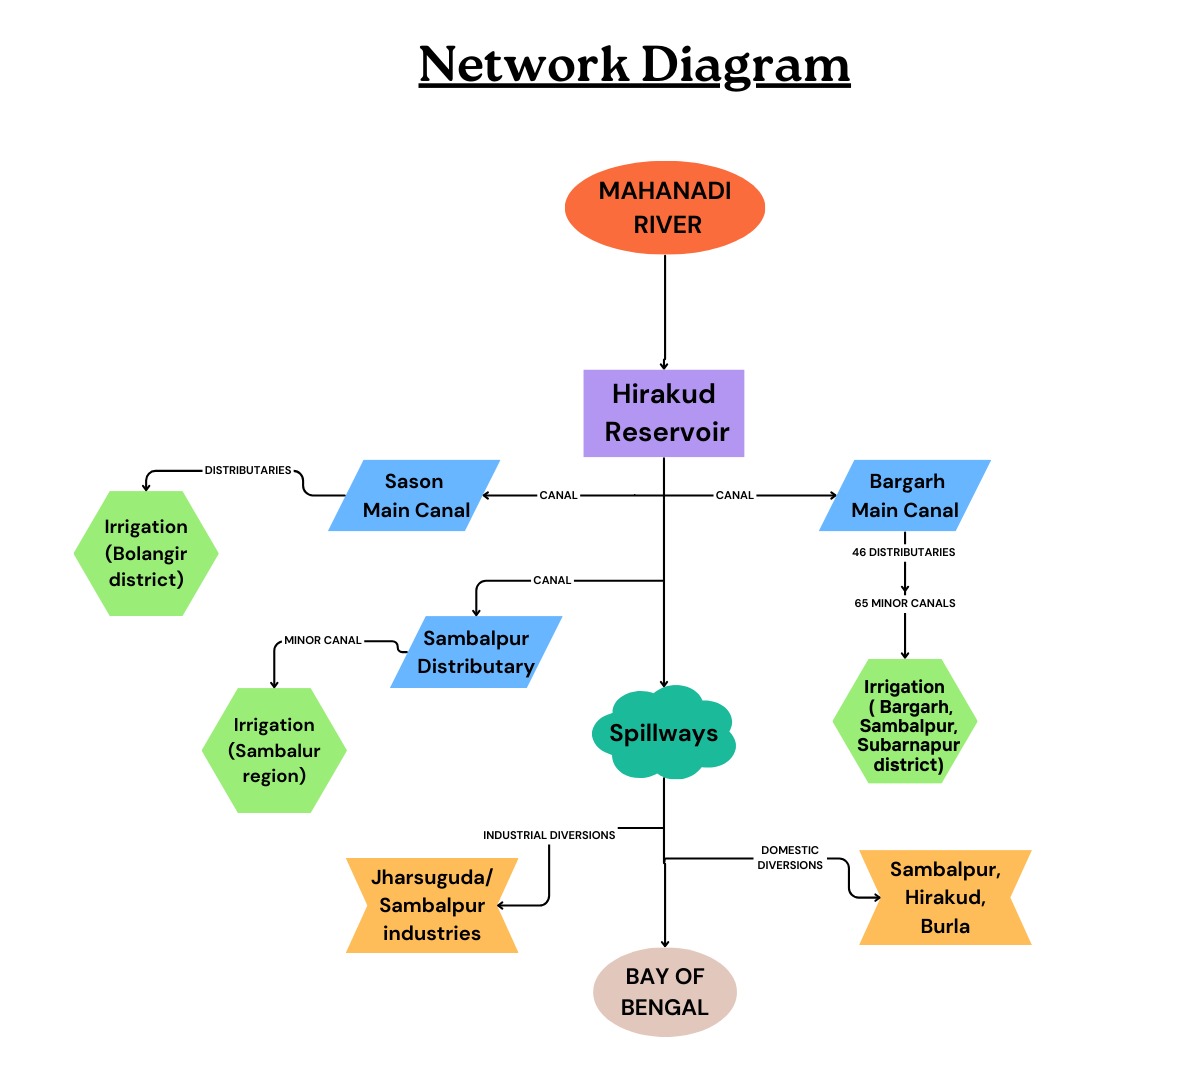 Network Diagram
MAHANADI
RIVER
Hirakud
Reservoir
DISTRIBUTARIES
Sason
Main Canal
CANAL
CANAL
Bargarh
Main Canal
Irrigation
(Bolangir
district)
46 DISTRIBUTARIES
65 MINOR CANALS
CANAL
Sambalpur
Distributary
MINOR CANAL
Irrigation
(Sambalur
region)
Irrigation
( Bargarh,
Sambalpur,
Subarnapur
district)
Spillways
INDUSTRIAL DIVERSIONS
DOMESTIC
DIVERSIONS
Jharsuguda/
Sambalpur
industries
Sambalpur,
Hirakud,
Burla
BAY OF
BENGAL